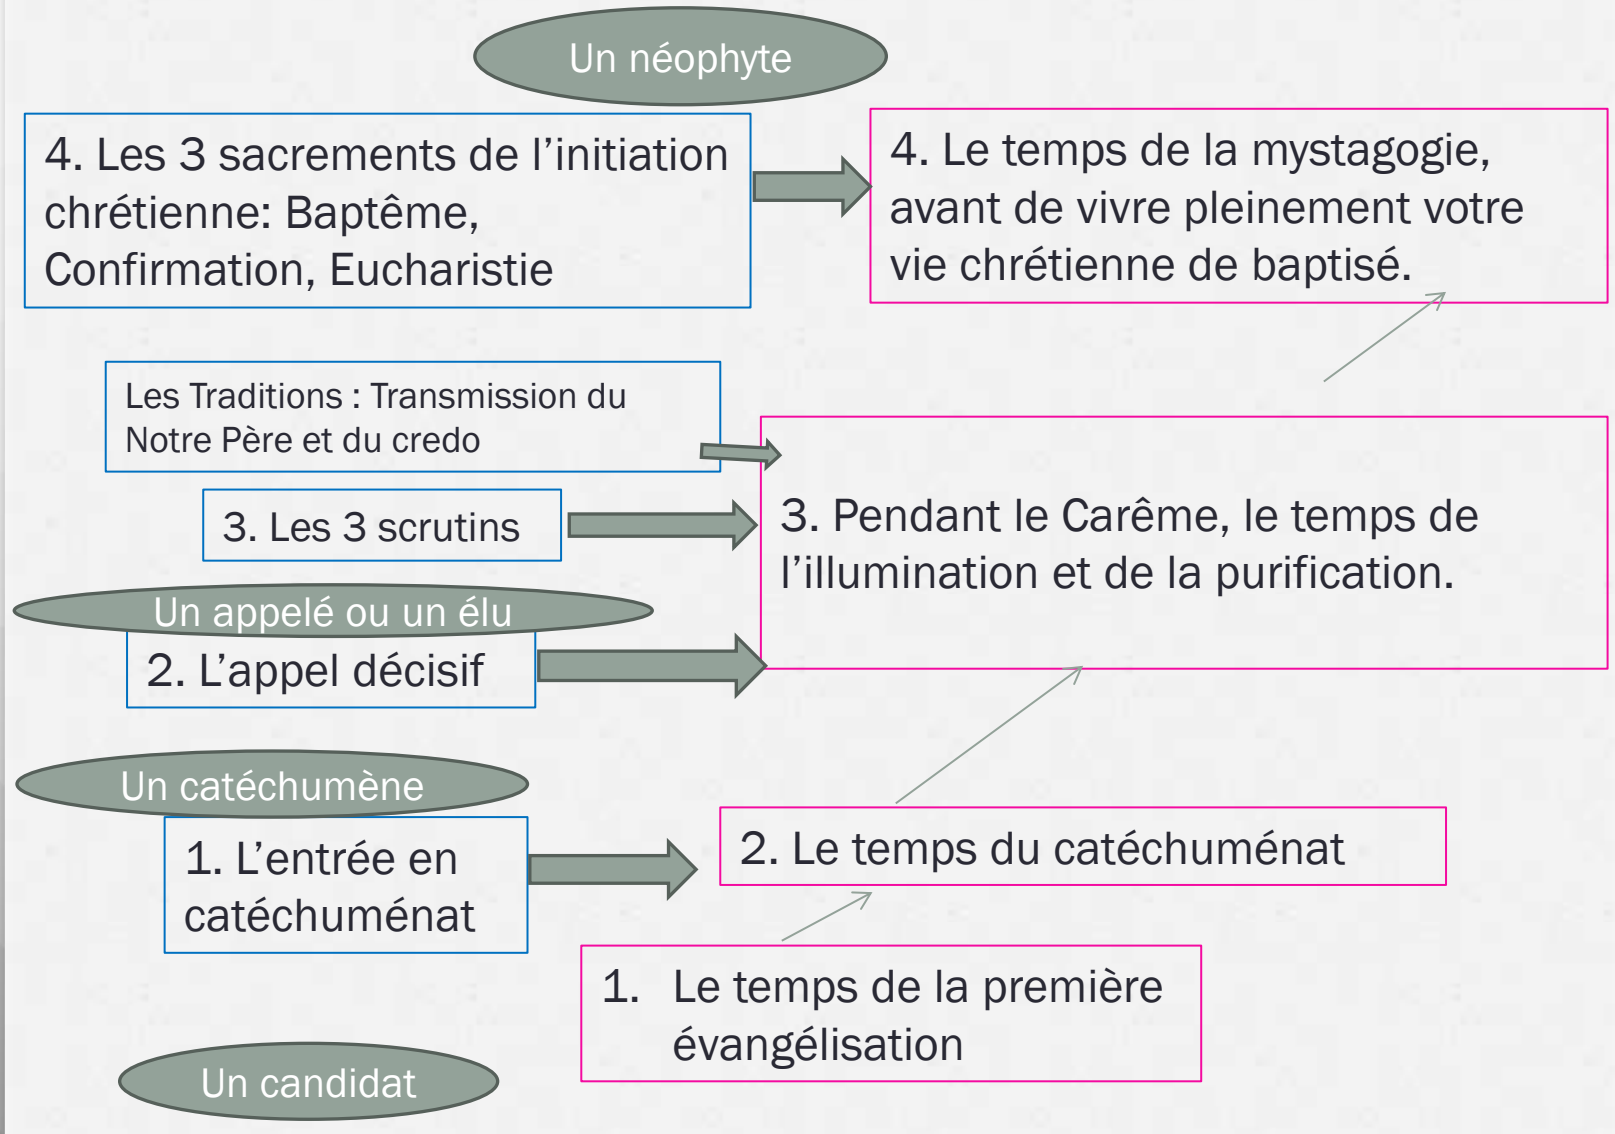 Un néophyte
4. Les 3 sacrements de l’initiation
chrétienne: Baptême,
Confirmation, Eucharistie
4. Le temps de la mystagogie,
avant de vivre pleinement votre
vie chrétienne de baptisé.
Les Traditions : Transmission du
Notre Père et du credo
3. Les 3 scrutins
3. Pendant le Carême, le temps de
l’illumination et de la purification.
Un appelé ou un élu
2. L’appel décisif
Un catéchumène
1. L’entrée en
catéchuménat
2. Le temps du catéchuménat
1. Le temps de la première
évangélisation
Un candidat